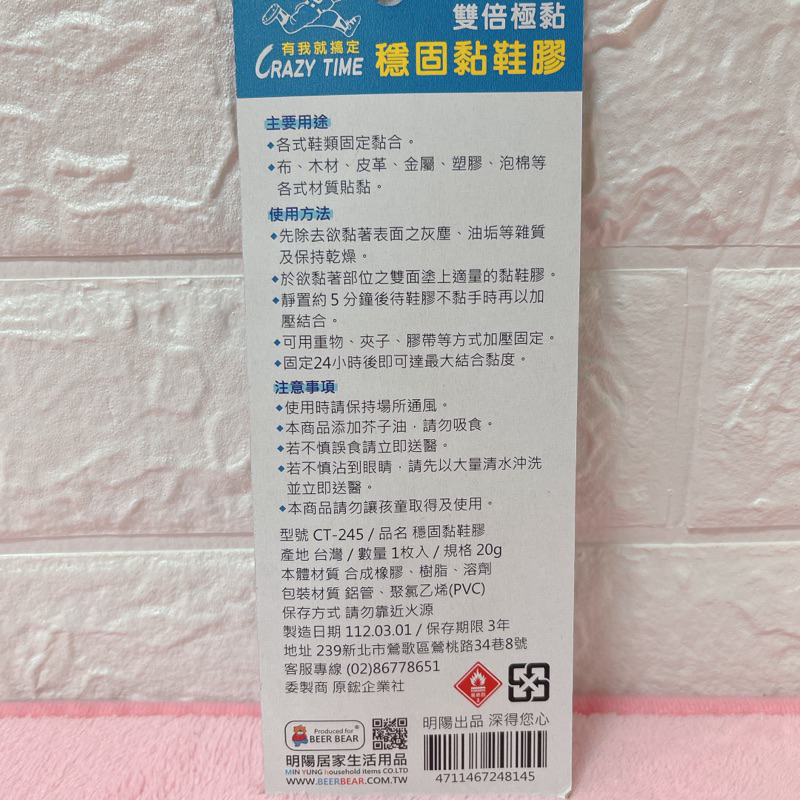 雙倍極黏
有我就搞定
CRAZY TIME
穩固黏鞋膠
主要用途
◆各式鞋類固定黏合。
◆布、木材、皮革、金屬、塑膠、泡棉等
各式材質貼黏。
使用方法
◆先除去欲黏著表面之灰塵、油垢等雜質
及保持乾燥。
◆於欲黏著部位之雙面塗上適量的黏鞋膠。
◆靜置約5分鐘後待鞋膠不黏手時再以加
壓結合。
◆可用重物、夾子、膠帶等方式加壓固定。
◆固定24小時後即可達最大結合黏度。
注意事項
◆使用時請保持場所通風。
◆本商品添加芥子油，請勿吸食。
◆若不慎誤食請立即送醫。
◆若不慎沾到眼睛，請先以大量清水沖洗
並立即送醫。
◆本商品請勿讓孩童取得及使用。
型號 CT-245 / 品名 穩固黏鞋膠
產地 台灣 / 數量 1枚入 / 規格 20g
本體材質 合成橡膠、樹脂、溶劑
包裝材質 鋁管、聚氯乙烯(PVC)
保存方式 請勿靠近火源
製造日期 112.03.01 / 保存期限 3年
地址 239新北市鶯歌區鶯桃路34巷8號
客服專線 (02)86778651
委製商 原鋐企業社
Produced for
BEER BEAR
®
明陽出品 深得您心
明陽居家生活用品
MIN YUNG household items CO.LTD
WWW.BEERBEAR.COM.TW
4711467248145